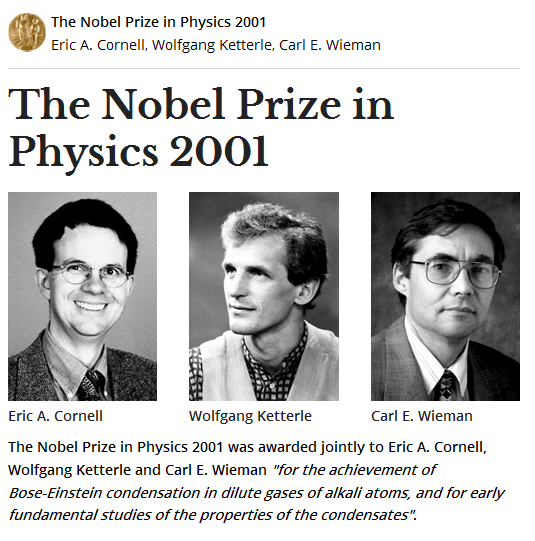 The Nobel Prize in Physics 2001
Eric A. Cornell, Wolfgang Ketterle, Carl E. Wieman
The Nobel Prize in
Physics 2001
Eric A. Cornell
Wolfgang Ketterle
Carl E. Wieman
The Nobel Prize in Physics 2001 was awarded jointly to Eric A. Cornell,
Wolfgang Ketterle and Carl E. Wieman "for the achievement of
Bose-Einstein condensation in dilute gases of alkali atoms, and for early
fundamental studies of the properties of the condensates".